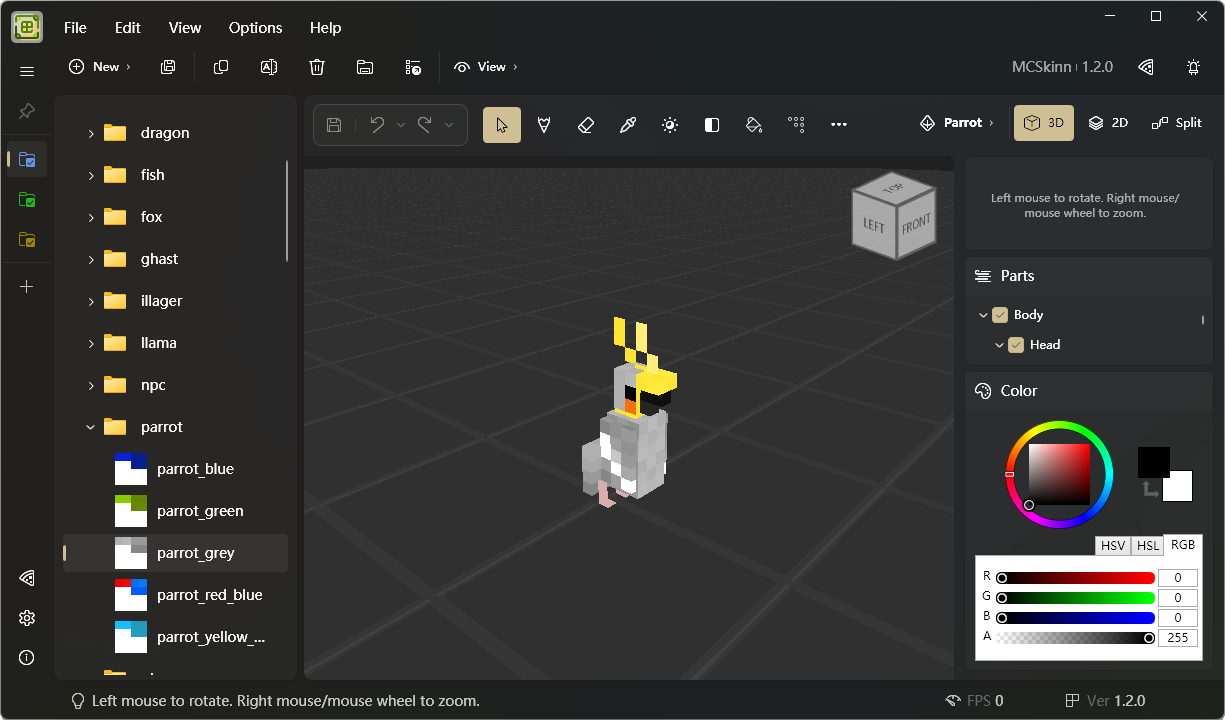 File Edit View Options Help
New View MCSkinn 1.2.0
dragon
fish
fox
ghast
illager
llama
npc
parrot
parrot_blue
parrot_green
parrot_grey
parrot_red_blue
parrot_yellow_...
Parrot 3D 2D Split
TOP
LEFT FRONT
Left mouse to rotate. Right mouse/
mouse wheel to zoom.
Parts
Body
Head
Color
HSV HSL RGB
R 0
G 0
B 0
A 255
Left mouse to rotate. Right mouse/mouse wheel to zoom. FPS 0 Ver 1.2.0